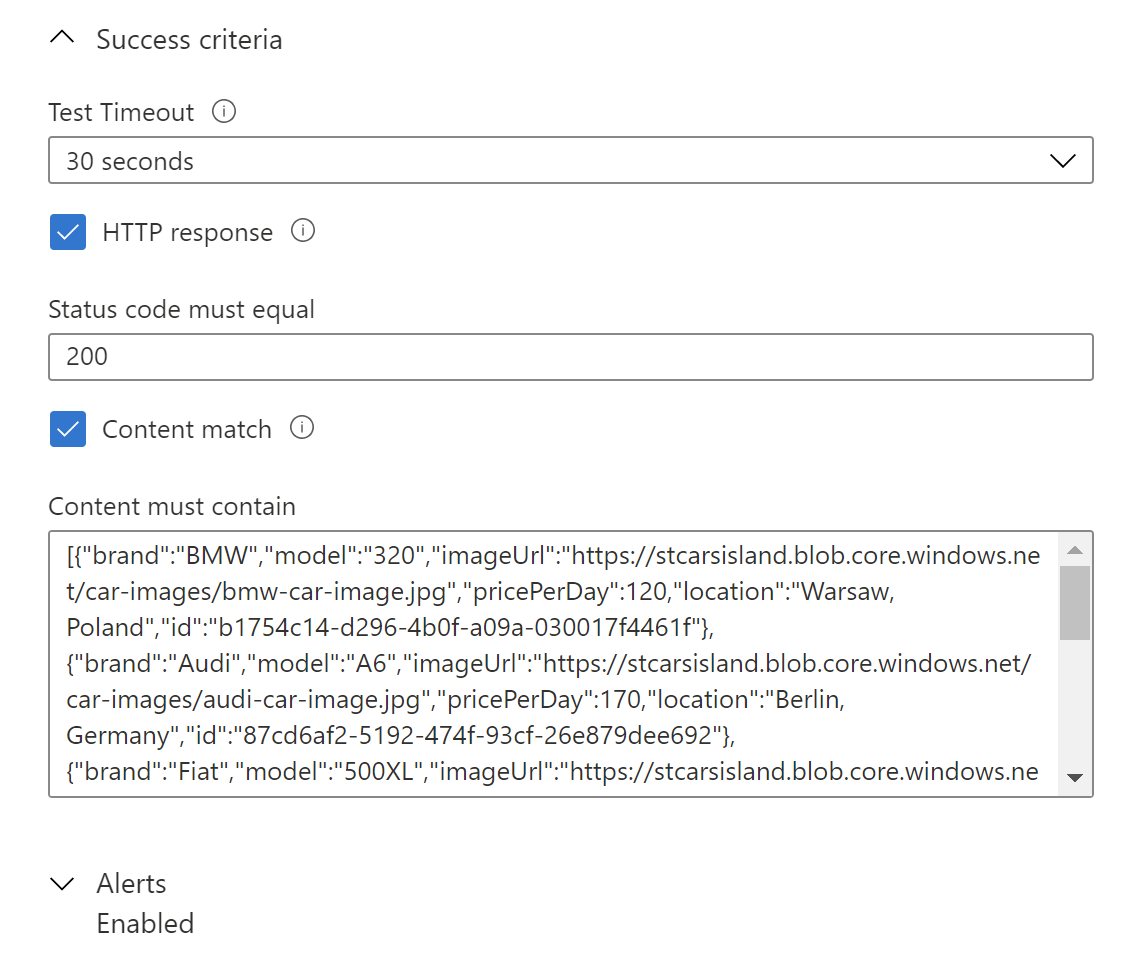 Success criteria
Test Timeout
30 seconds
HTTP response
Status code must equal
200
Content match
Content must contain
[{"brand":"BMW","model":"320","imageUrl":"https://stcarsisland.blob.core.windows.ne
t/car-images/bmw-car-image.jpg","pricePerDay":120,"location":"Warsaw,
Poland","id":"b1754c14-d296-4b0f-a09a-030017f4461f"},
{"brand":"Audi","model":"A6","imageUrl":"https://stcarsisland.blob.core.windows.net/
car-images/audi-car-image.jpg","pricePerDay":170,"location":"Berlin,
Germany","id":"87cd6af2-5192-474f-93cf-26e879dee692"},
{"brand":"Fiat","model":"500XL","imageUrl":"https://stcarsisland.blob.core.windows.ne
Alerts
Enabled